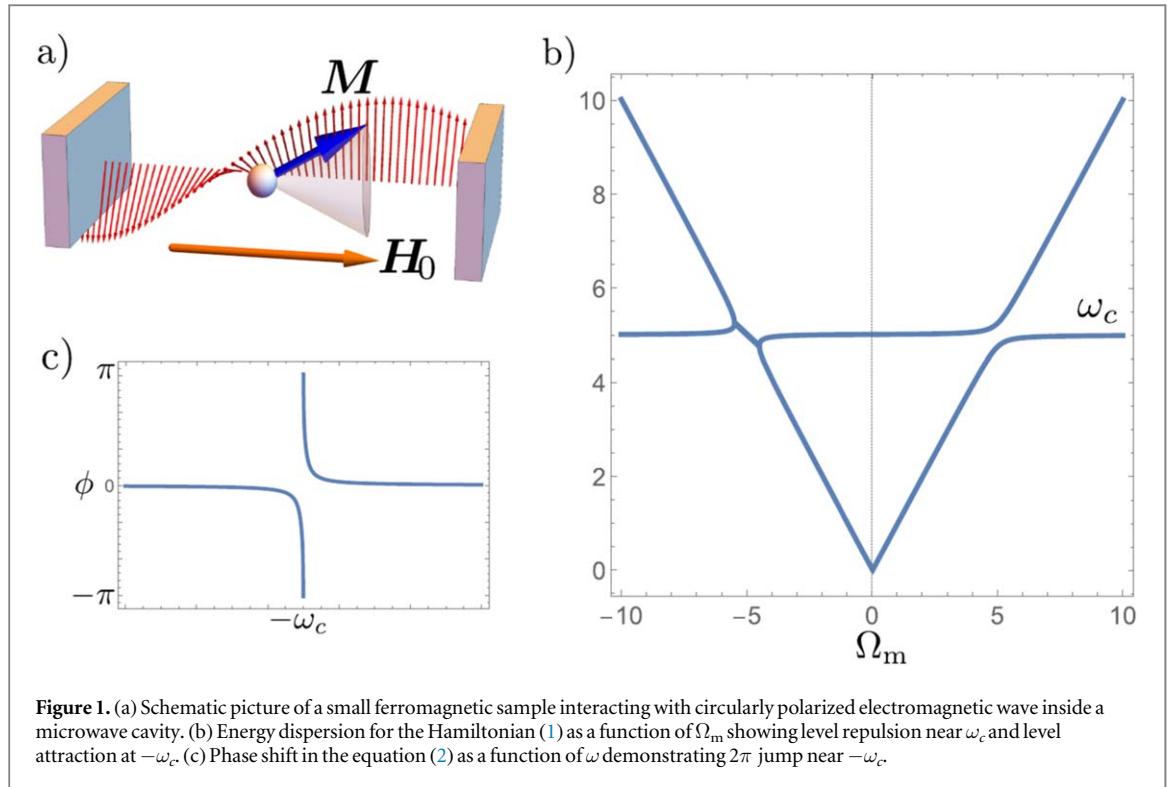 a)
M
H0
b)
10
8
6
4
2
0
ωc
−10
−5
0
5
10
Ωm
c)
π
ϕ 0
−π
−ωc
Figure 1. (a) Schematic picture of a small ferromagnetic sample interacting with circularly polarized electromagnetic wave inside a
microwave cavity. (b) Energy dispersion for the Hamiltonian (1) as a function of Ωm showing level repulsion near ωc and level
attraction at −ωc. (c) Phase shift in the equation (2) as a function of ω demonstrating 2π jump near −ωc.